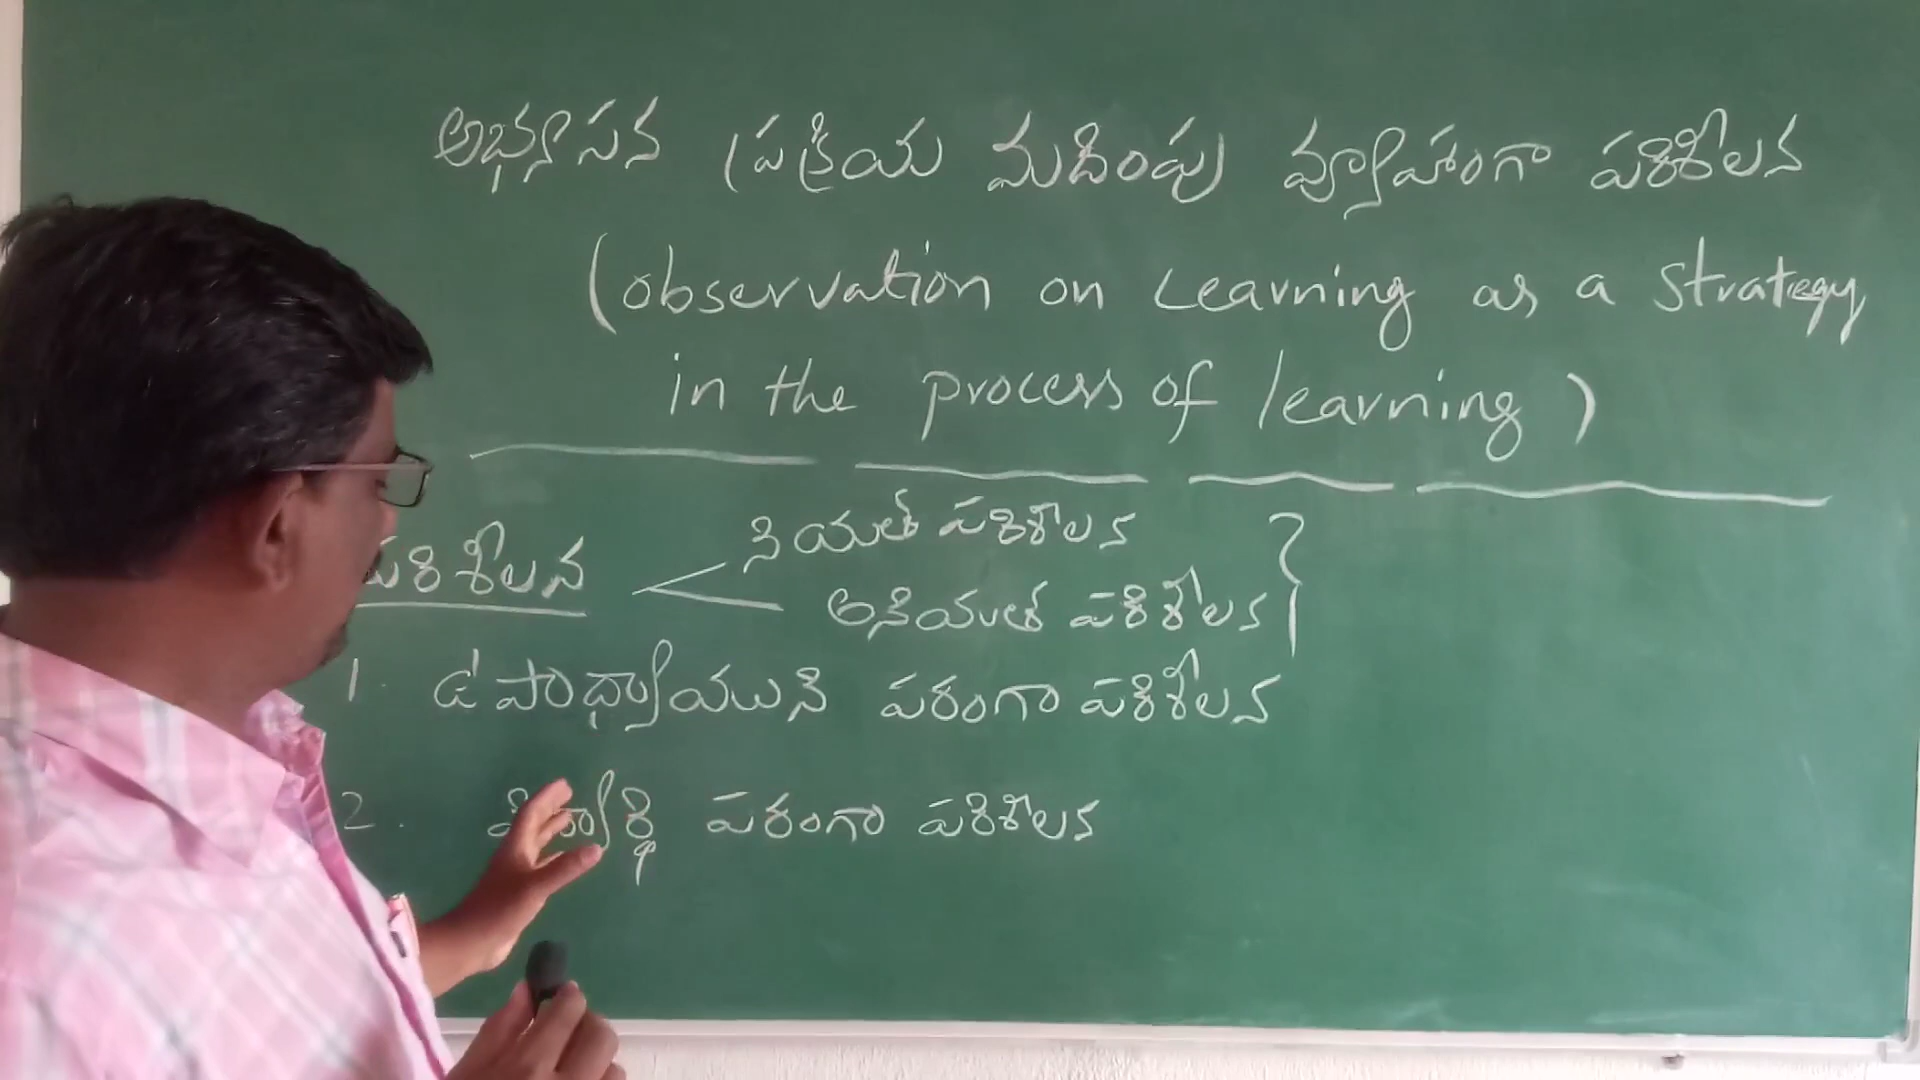 అభ్యసన ప్రక్రియ మదింపు వ్యూహంగా పరిశీలన
(observation on Learning as a strategy
in the process of learning)
పరిశీలన
నియత పరిశీలన
అనియత పరిశీలన
1. ఉపాధ్యాయుని పరంగా పరిశీలన
2. విద్యార్థి పరంగా పరిశీలన